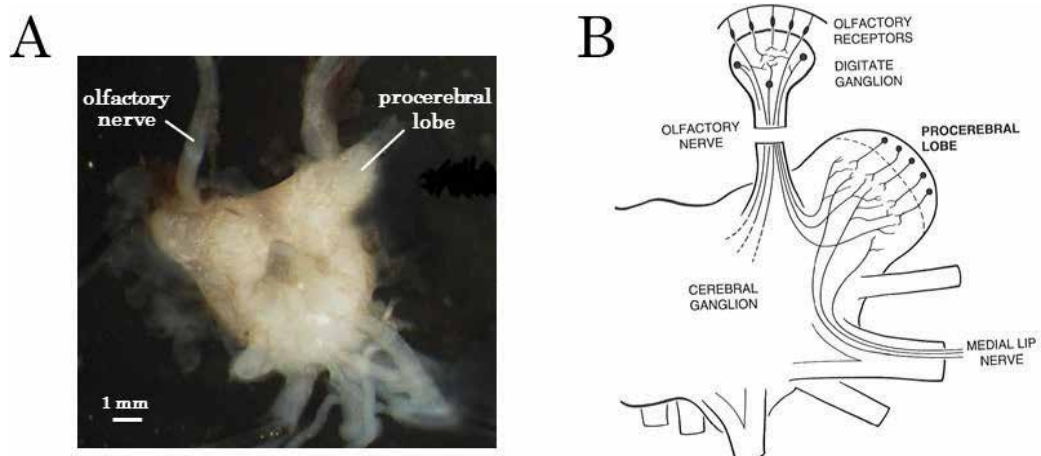 A
olfactory
nerve
procerebral
lobe
1 mm
B
OLFACTORY
RECEPTORS
DIGITATE
GANGLION
OLFACTORY
NERVE
PROCEREBRAL
LOBE
CEREBRAL
GANGLION
MEDIAL LIP
NERVE